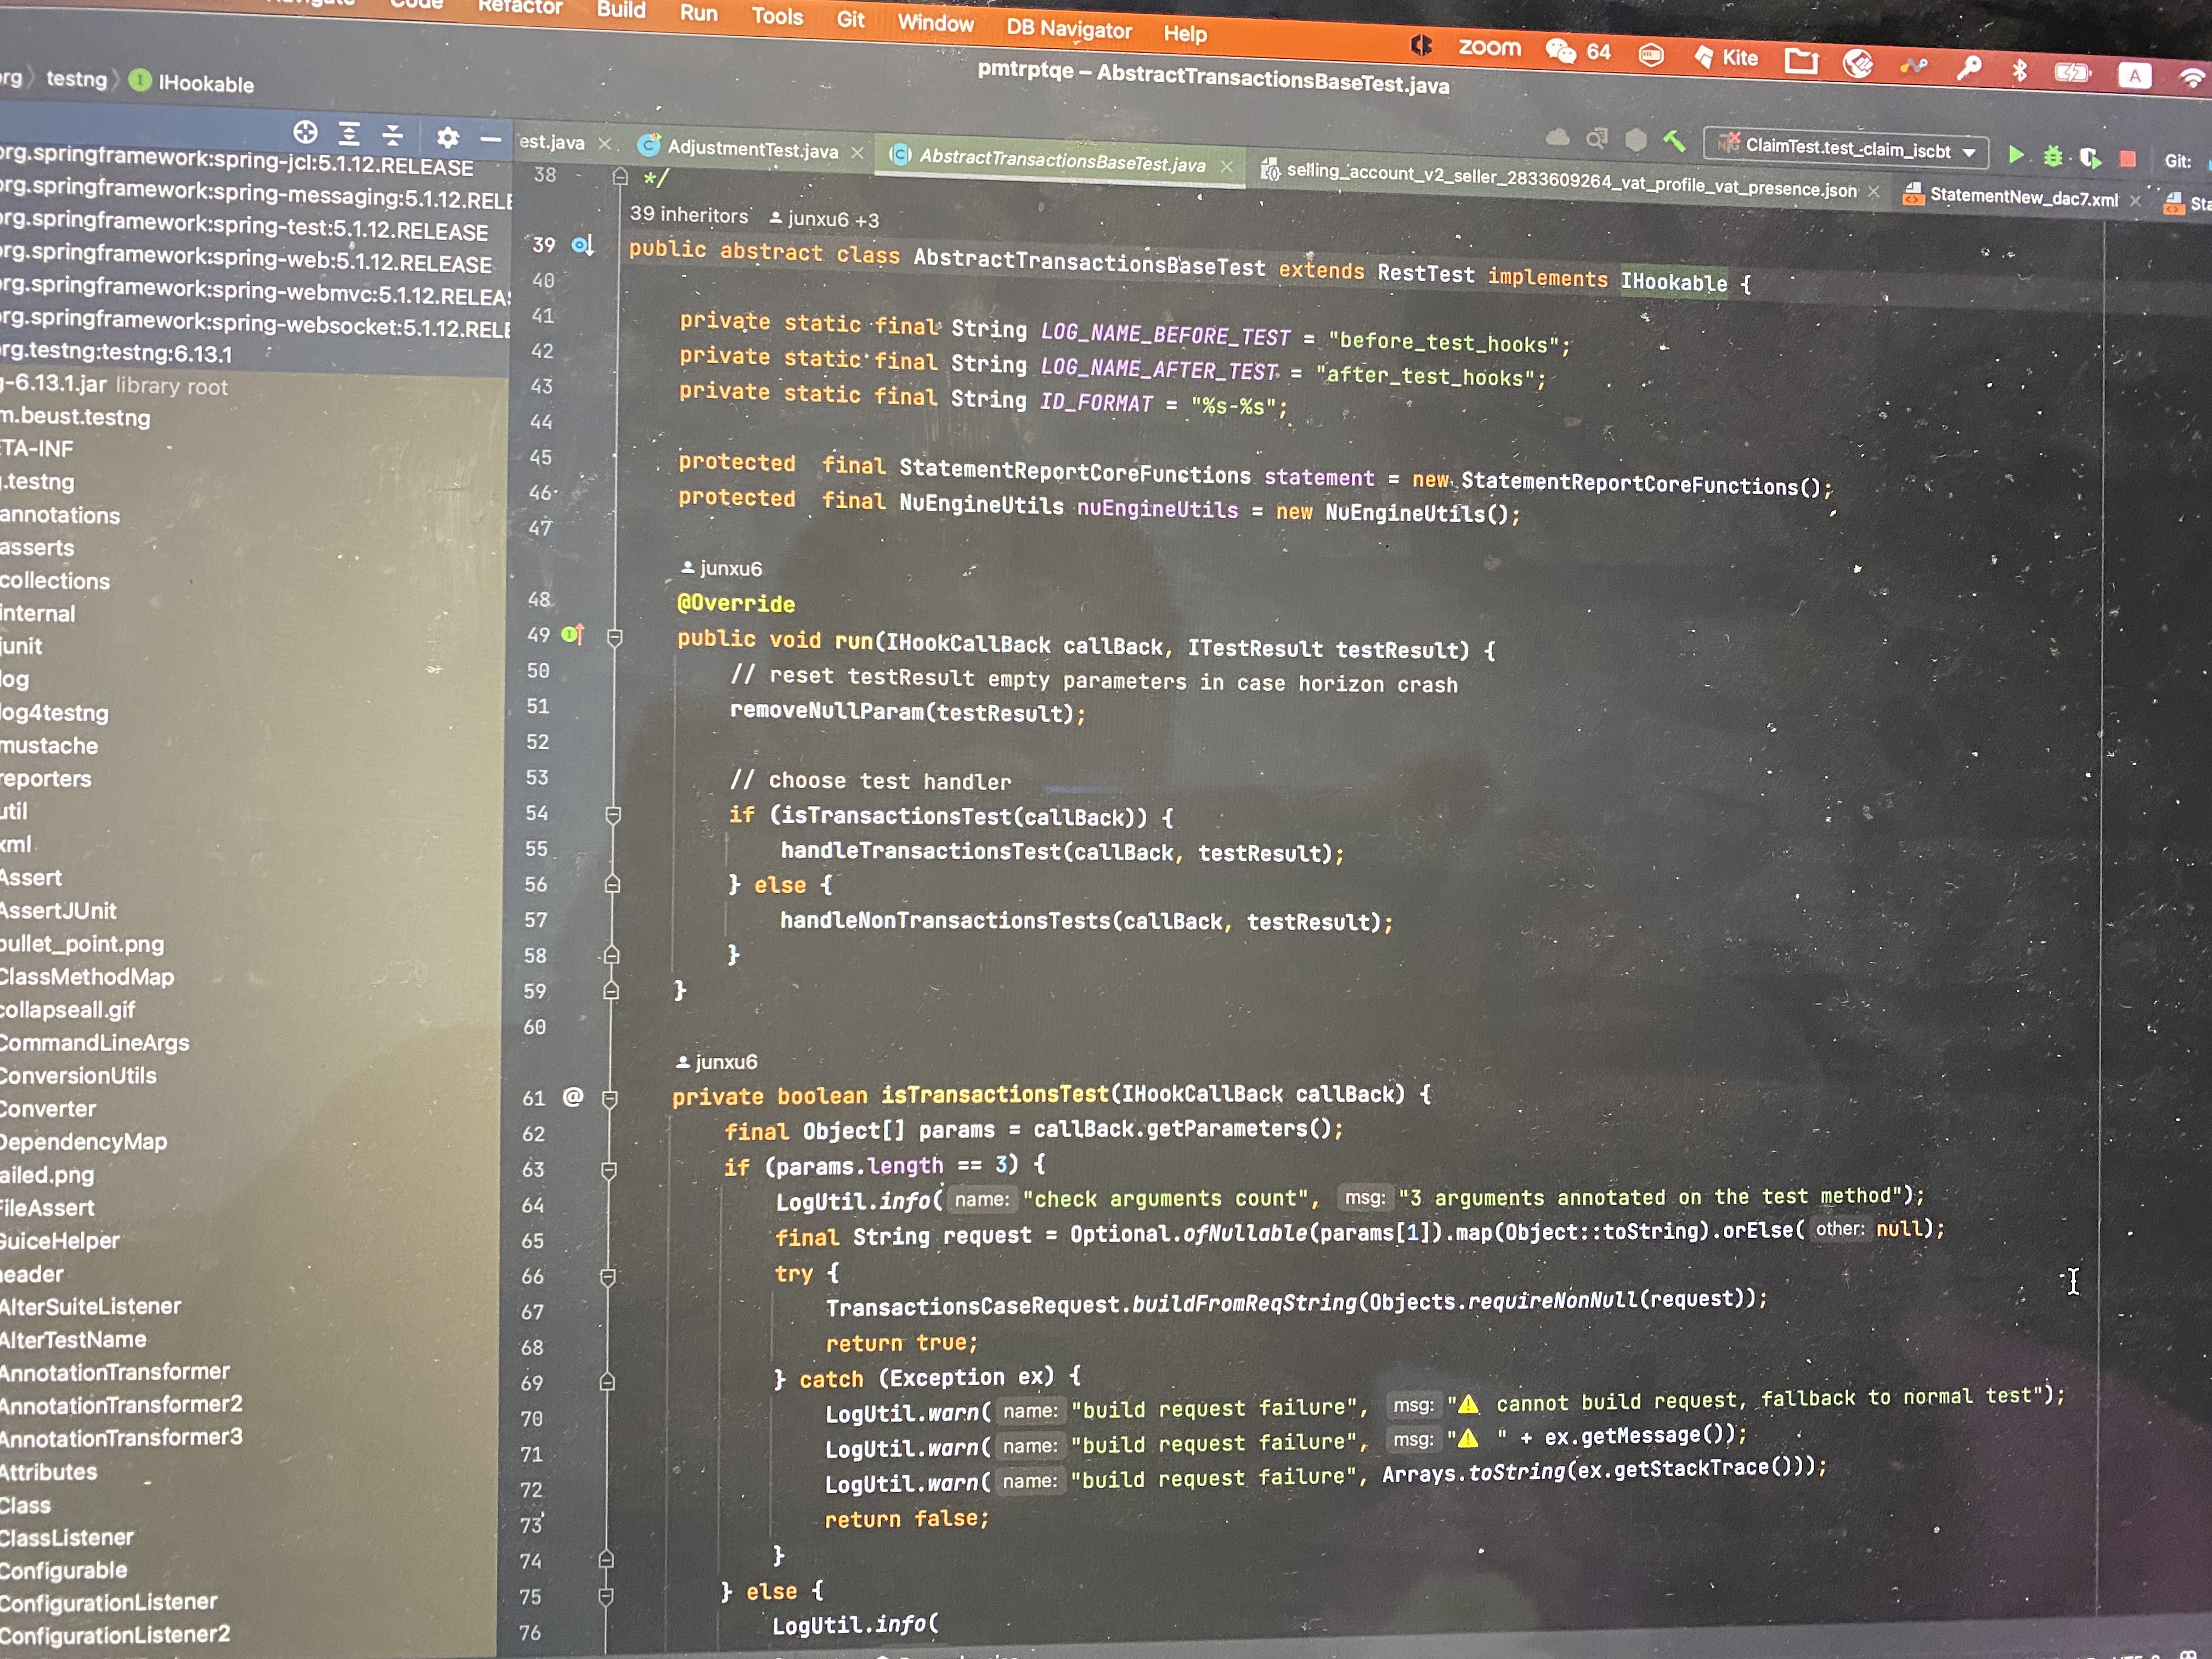 Refactor Build Run Tools Git Window DB Navigator Help
zoom 64 Kite A
pmtrptqe – AbstractTransactionsBaseTest.java
testng IHookable
ClaimTest.test_claim_iscbt Git:
est.java AdjustmentTest.java AbstractTransactionsBaseTest.java selling_account_v2_seller_2833609264_vat_profile_vat_presence.json StatementNew_dac7.xml Sta
org.springframework:spring-jcl:5.1.12.RELEASE
org.springframework:spring-messaging:5.1.12.RELE
org.springframework:spring-test:5.1.12.RELEASE
org.springframework:spring-web:5.1.12.RELEASE
org.springframework:spring-webmvc:5.1.12.RELEA
org.springframework:spring-websocket:5.1.12.RELE
org.testng:testng:6.13.1
g-6.13.1.jar library root
m.beust.testng
TA-INF
.testng
annotations
asserts
collections
internal
junit
log
log4testng
mustache
reporters
util
xml
Assert
AssertJUnit
bullet_point.png
ClassMethodMap
collapseall.gif
CommandLineArgs
ConversionUtils
Converter
DependencyMap
ailed.png
FileAssert
GuiceHelper
header
AlterSuiteListener
AlterTestName
AnnotationTransformer
AnnotationTransformer2
AnnotationTransformer3
Attributes
Class
ClassListener
Configurable
ConfigurationListener
ConfigurationListener2
38 */
39 inheritors junxu6 +3
39 public abstract class AbstractTransactionsBaseTest extends RestTest implements IHookable {
40
41 private static final String LOG_NAME_BEFORE_TEST = "before_test_hooks";
42 private static final String LOG_NAME_AFTER_TEST = "after_test_hooks";
43 private static final String ID_FORMAT = "%s-%s";
44
45 protected final StatementReportCoreFunctions statement = new StatementReportCoreFunctions();
46 protected final NuEngineUtils nuEngineUtils = new NuEngineUtils();
47
junxu6
48 @Override
49 public void run(IHookCallBack callBack, ITestResult testResult) {
50 // reset testResult empty parameters in case horizon crash
51 removeNullParam(testResult);
52
53 // choose test handler
54 if (isTransactionsTest(callBack)) {
55 handleTransactionsTest(callBack, testResult);
56 } else {
57 handleNonTransactionsTests(callBack, testResult);
58 }
59 }
60
junxu6
61 @ private boolean isTransactionsTest(IHookCallBack callBack) {
62 final Object[] params = callBack.getParameters();
63 if (params.length == 3) {
64 LogUtil.info( name: "check arguments count", msg: "3 arguments annotated on the test method");
65 final String request = Optional.ofNullable(params[1]).map(Object::toString).orElse( other: null);
66 try {
67 TransactionsCaseRequest.buildFromReqString(Objects.requireNonNull(request));
68 return true;
69 } catch (Exception ex) {
70 LogUtil.warn( name: "build request failure", msg: "⚠ cannot build request, fallback to normal test");
71 LogUtil.warn( name: "build request failure", msg: "⚠ " + ex.getMessage());
72 LogUtil.warn( name: "build request failure", Arrays.toString(ex.getStackTrace()));
73 return false;
74 }
75 } else {
76 LogUtil.info(